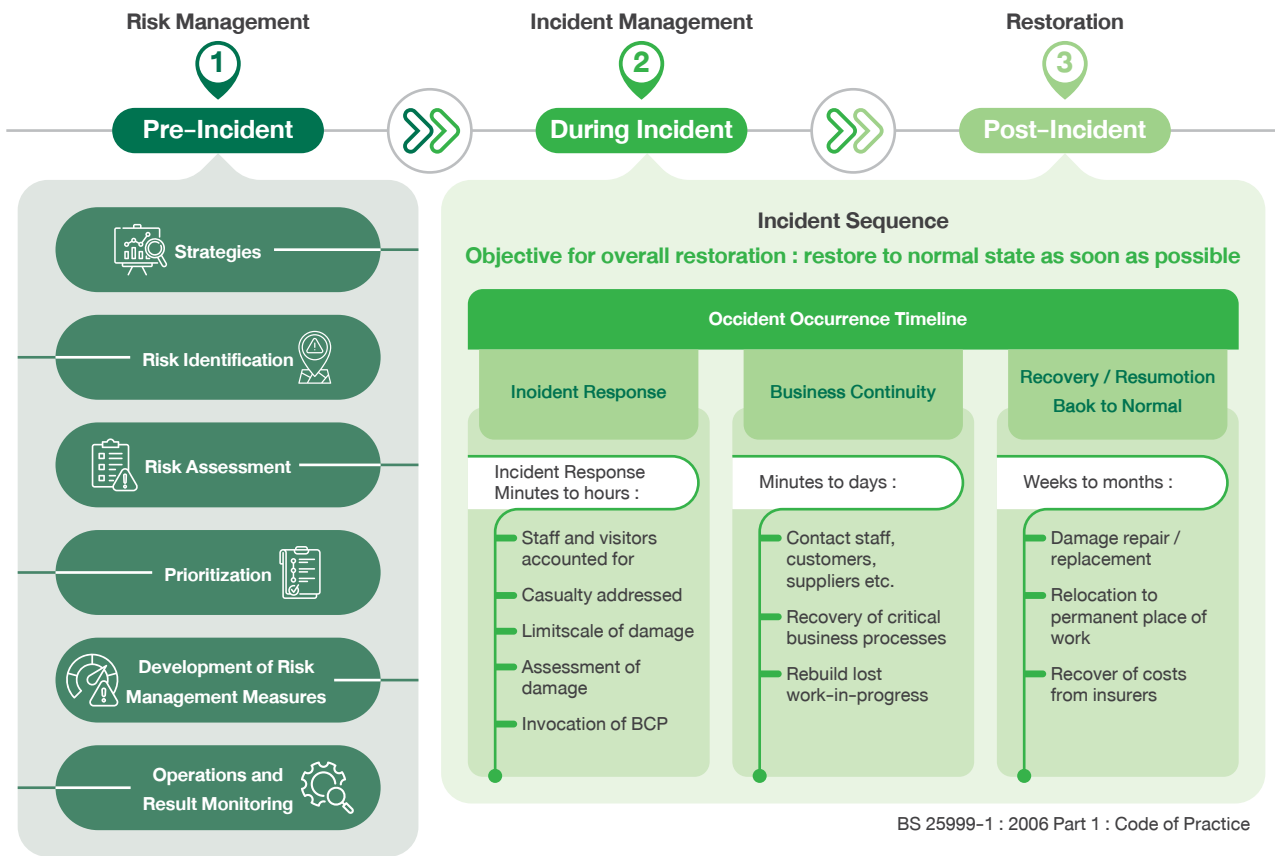 Risk Management
Incident Management
Restoration
1
2
3
Pre-Incident
During Incident
Post-Incident
Strategies
Risk Identification
Risk Assessment
Prioritization
Development of Risk
Management Measures
Operations and
Result Monitoring
Incident Sequence
Objective for overall restoration : restore to normal state as soon as possible
Occident Occurrence Timeline
Inoident Response
Incident Response
Minutes to hours :
Staff and visitors
accounted for
Casualty addressed
Limitscale of damage
Assessment of
damage
Invocation of BCP
Business Continuity
Minutes to days :
Contact staff,
customers,
suppliers etc.
Recovery of critical
business processes
Rebuild lost
work-in-progress
Recovery / Resumotion
Baok to Normal
Weeks to months :
Damage repair /
replacement
Relocation to
permanent place of
work
Recover of costs
from insurers
BS 25999-1 : 2006 Part 1 : Code of Practice